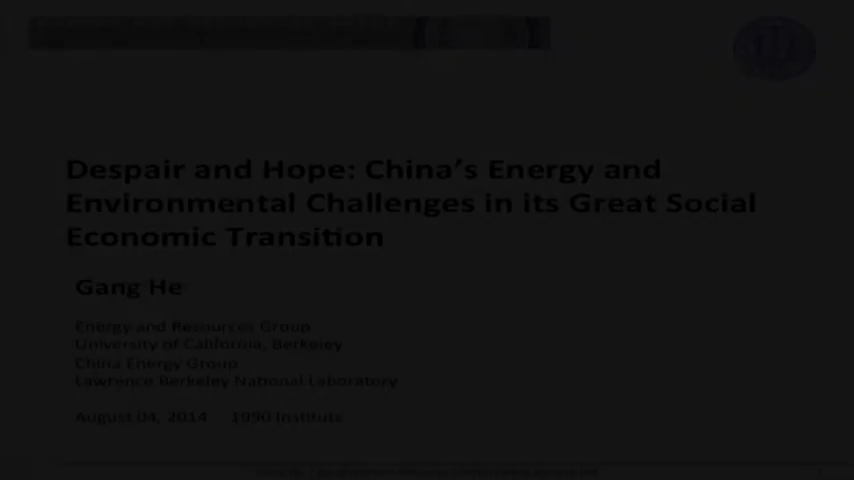 Despair and Hope: China's Energy and
Environmental Challenges in its Great Social
Economic Transition
Gang He
Energy and Resources Group
University of California, Berkeley
China Energy Group
Lawrence Berkeley National Laboratory
August 04, 2014 1990 Institute